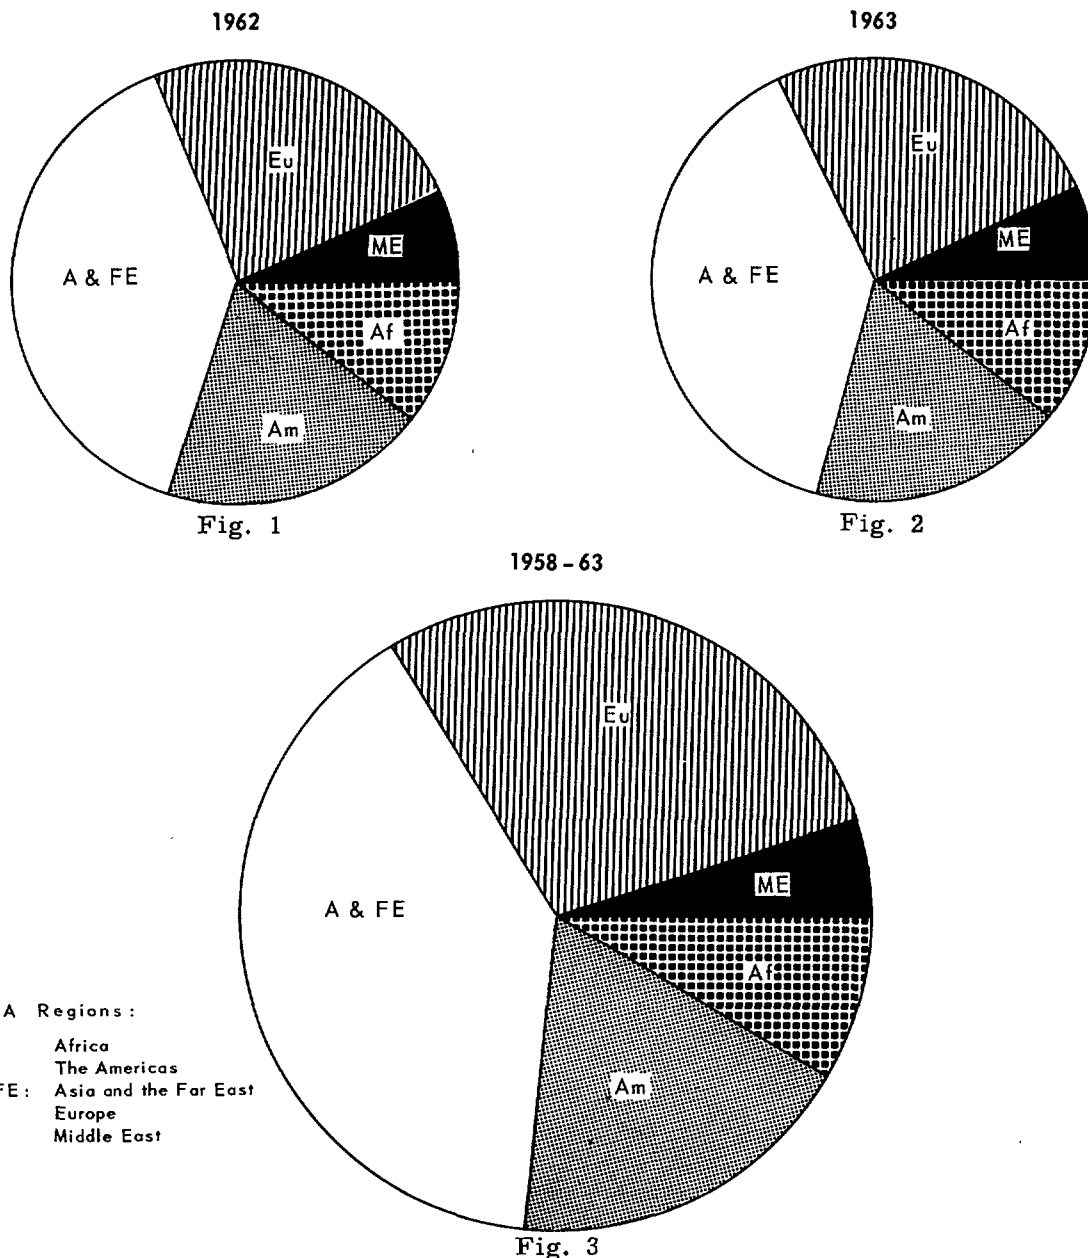 1962
1963
Eu
ME
A & FE
Af
Am
Fig. 1
Eu
ME
A & FE
Af
Am
Fig. 2
1958-63
Eu
ME
A & FE
Af
Am
A Regions:
Africa
The Americas
FE: Asia and the Far East
Europe
Middle East
Fig. 3